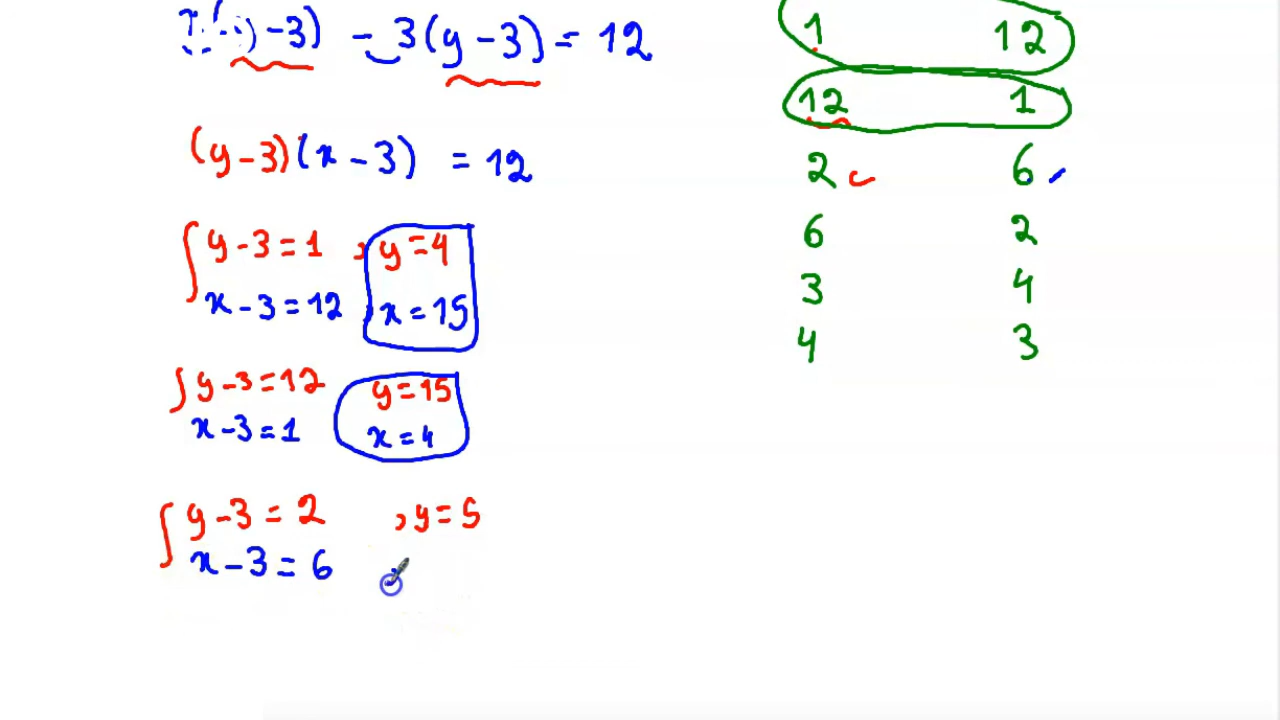 -3) - 3(y-3) = 12
(y-3)(x-3) = 12
y-3=1 , y=4
x-3=12 , x=15
y-3=12 y=15
x-3=1 x=4
y-3=2 , y=5
x-3=6
1 12
12 1
2 6
6 2
3 4
4 3